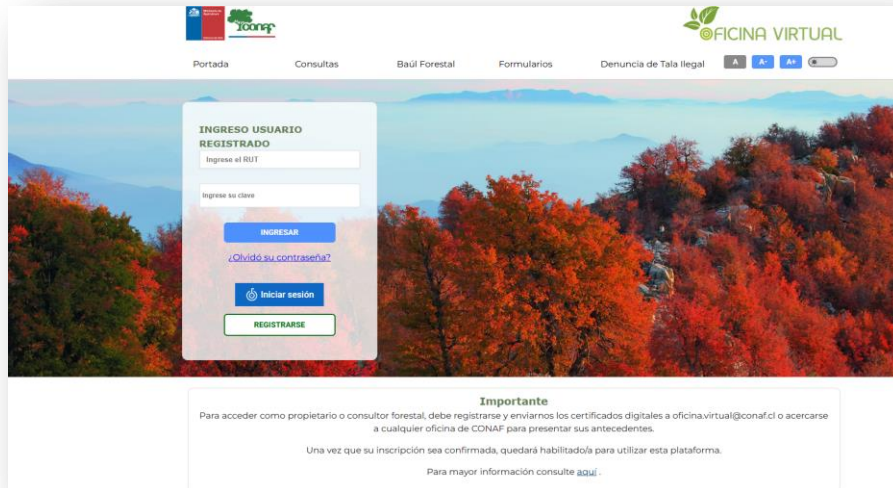 CONAF
OFICINA VIRTUAL
Portada
Consultas
Baúl Forestal
Formularios
Denuncia de Tala Ilegal
A
A-
A+
INGRESO USUARIO
REGISTRADO
Ingrese el RUT
Ingrese su clave
INGRESAR
¿Olvidó su contraseña?
Iniciar sesión
REGISTRARSE
Importante
Para acceder como propietario o consultor forestal, debe registrarse y enviarnos los certificados digitales a oficina.virtual@conaf.cl o acercarse
a cualquier oficina de CONAF para presentar sus antecedentes.
Una vez que su inscripción sea confirmada, quedará habilitado/a para utilizar esta plataforma.
Para mayor información consulte aquí .